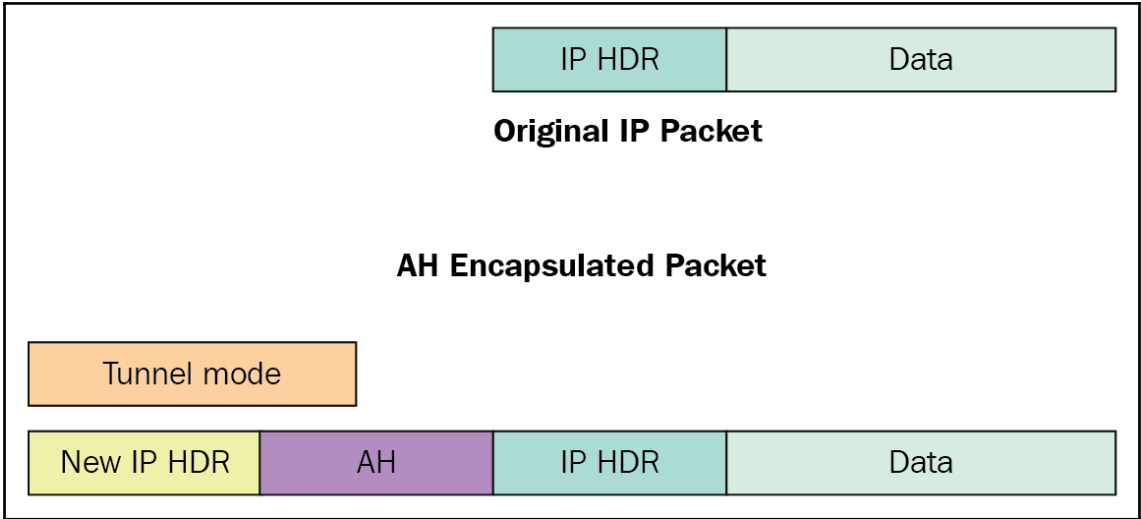 IP HDR Data
Original IP Packet
AH Encapsulated Packet
Tunnel mode
New IP HDR AH IP HDR Data